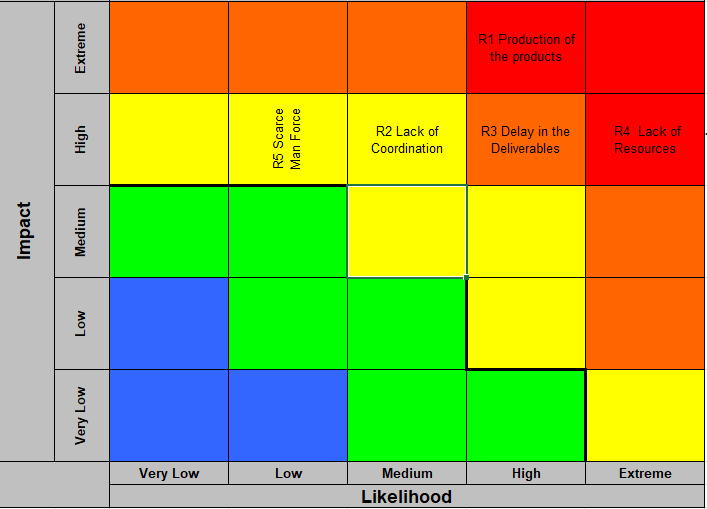 Impact
Extreme
R1 Production of
the products
High
R5 Scarce
Man Force
R2 Lack of
Coordination
R3 Delay in the
Deliverables
R4 Lack of
Resources
Medium
Low
Very Low
Very Low
Low
Medium
High
Extreme
Likelihood